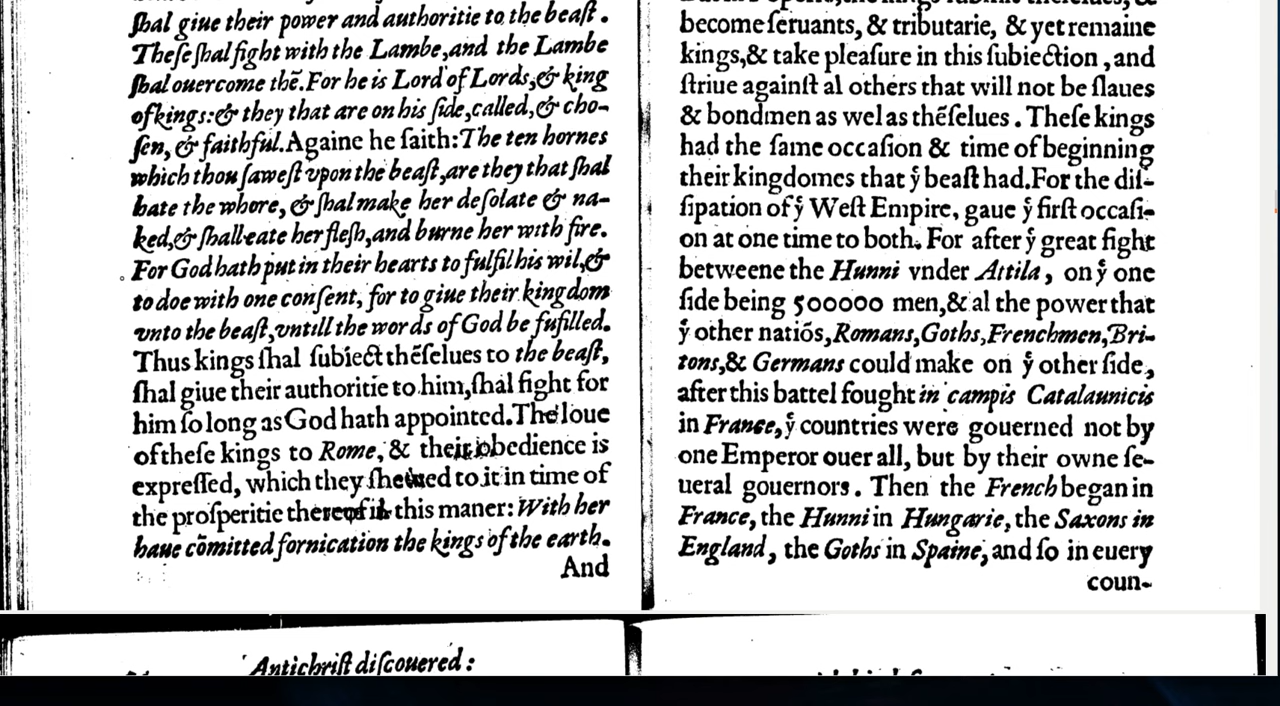 ſhal giue their power and authoritie to the beaſt.
Theſe ſhal fight with the Lambe, and the Lambe
ſhal ouercome thẽ. For he is Lord of Lords, & king
of kings: & they that are on his ſide, called, & cho-
ſen, & faithful. Againe he ſaith: The ten hornes
which thou ſaweſt vpon the beaſt, are they that ſhal
hate the whore, & ſhal make her deſolate & na-
ked, & ſhall eate her fleſh, and burne her with fire.
For God hath put in their hearts to fulfil his wil, &
to doe with one conſent, for to giue their kingdom
vnto the beaſt, vntill the words of God be fufilled.
Thus kings ſhal ſubiect thẽſelues to the beaſt,
ſhal giue their authoritie to him, ſhal fight for
him ſo long as God hath appointed. The loue
of theſe kings to Rome, & their obedience is
expreſſed, which they ſhewed to it in time of
the proſperitie thereof in this maner: With her
haue cõmitted fornication the kings of the earth.
And
become ſeruants, & tributarie, & yet remaine
kings, & take pleaſure in this ſubiection, and
ſtriue againſt al others that will not be ſlaues
& bondmen as wel as thẽſelues. Theſe kings
had the ſame occaſion & time of beginning
their kingdomes that yͤ beaſt had. For the diſ-
ſipation of yͤ Weſt Empire, gaue yͤ firſt occaſi-
on at one time to both. For after yͤ great fight
betweene the Hunni vnder Attila, on yͤ one
ſide being 500000 men, & al the power that
yͤ other natiõs, Romans, Goths, Frenchmen, Bri-
tons, & Germans could make on yͤ other ſide,
after this battel fought in campis Catalaunicis
in France, yͤ countries were gouerned not by
one Emperor ouer all, but by their owne ſe-
ueral gouernors. Then the French began in
France, the Hunni in Hungarie, the Saxons in
England, the Goths in Spaine, and ſo in euery
coun-
Antichriſt diſcouered: